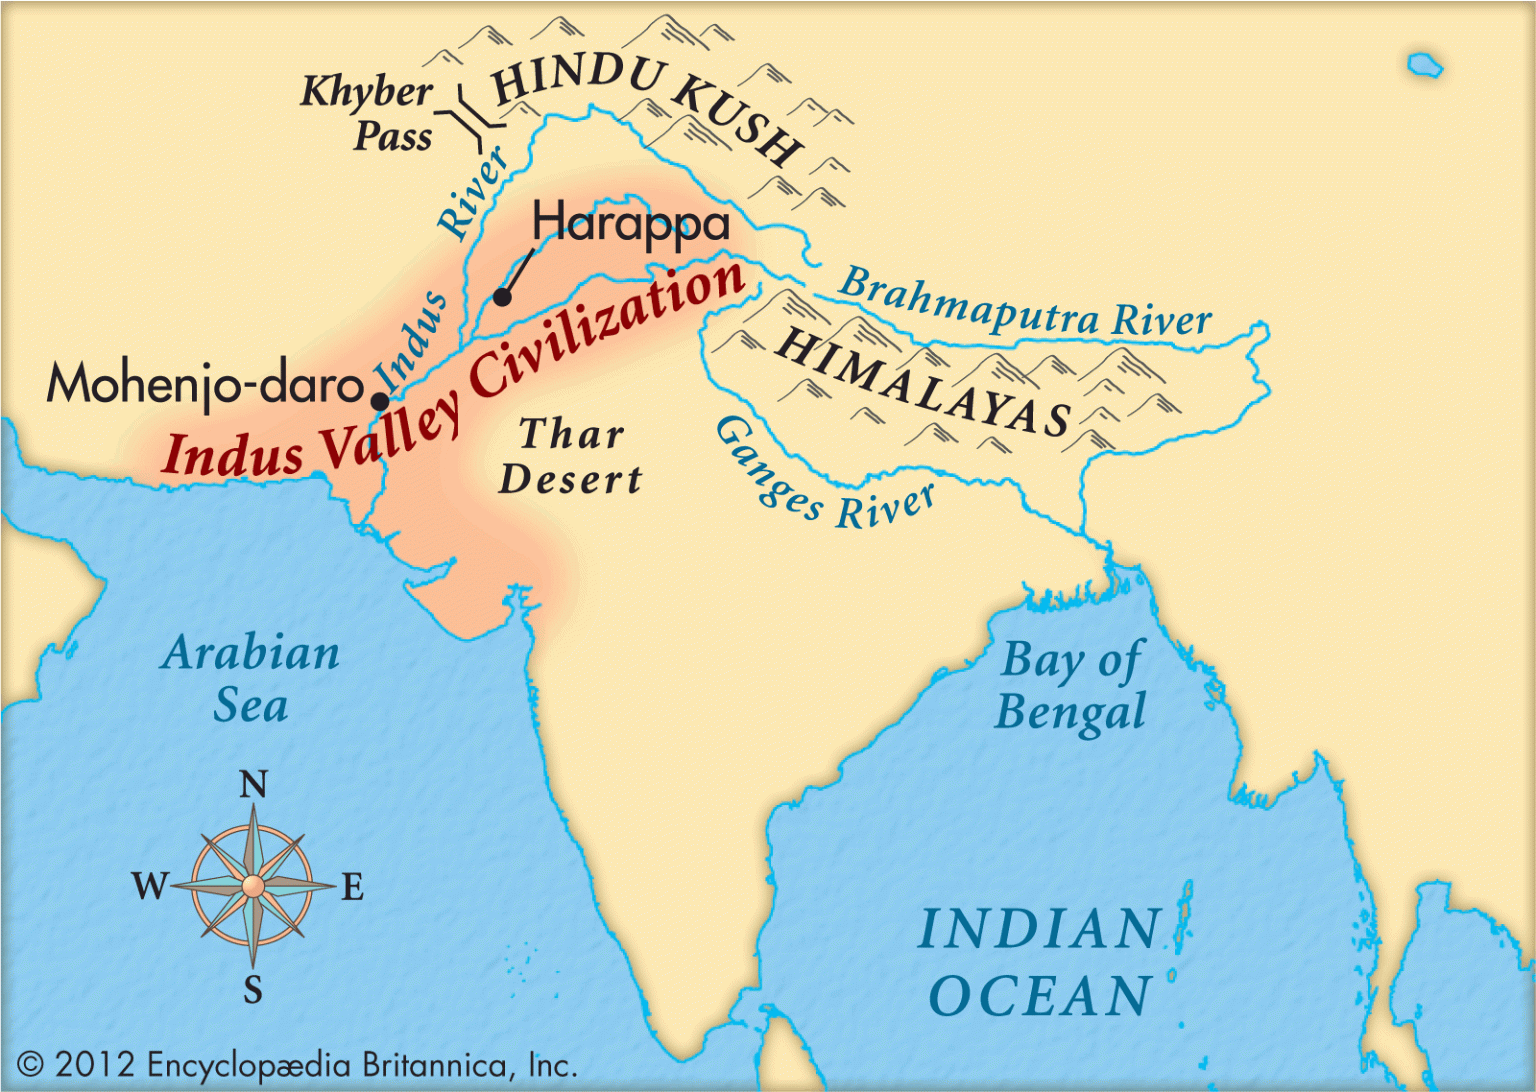 HINDU KUSH
Khyber
Pass
Indus River
Harappa
Brahmaputra River
HIMALAYAS
Mohenjo-daro
Indus Valley Civilization
Thar
Desert
Ganges River
Arabian
Sea
Bay of
Bengal
N
W
E
S
INDIAN
OCEAN
© 2012 Encyclopædia Britannica, Inc.